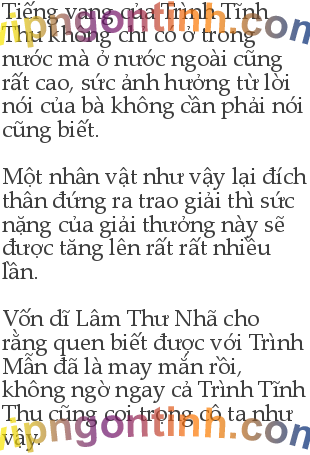 Tiếng vang của Trình Tĩnh
Thu không chỉ có ở trong
nước mà ở nước ngoài cũng
rất cao, sức ảnh hưởng từ lời
nói của bà không cần phải nói
cũng biết.
Một nhân vật như vậy lại đích
thân đứng ra trao giải thì sức
nặng của giải thưởng này sẽ
được tăng lên rất rất nhiều
lần.
Vốn dĩ Lâm Thư Nhã cho
rằng quen biết được với Trình
Mẫn đã là may mắn rồi,
không ngờ ngay cả Trình Tĩnh
Thu cũng coi trọng cô ta như
vậy.
vipngontinh.com
vipngontinh.com